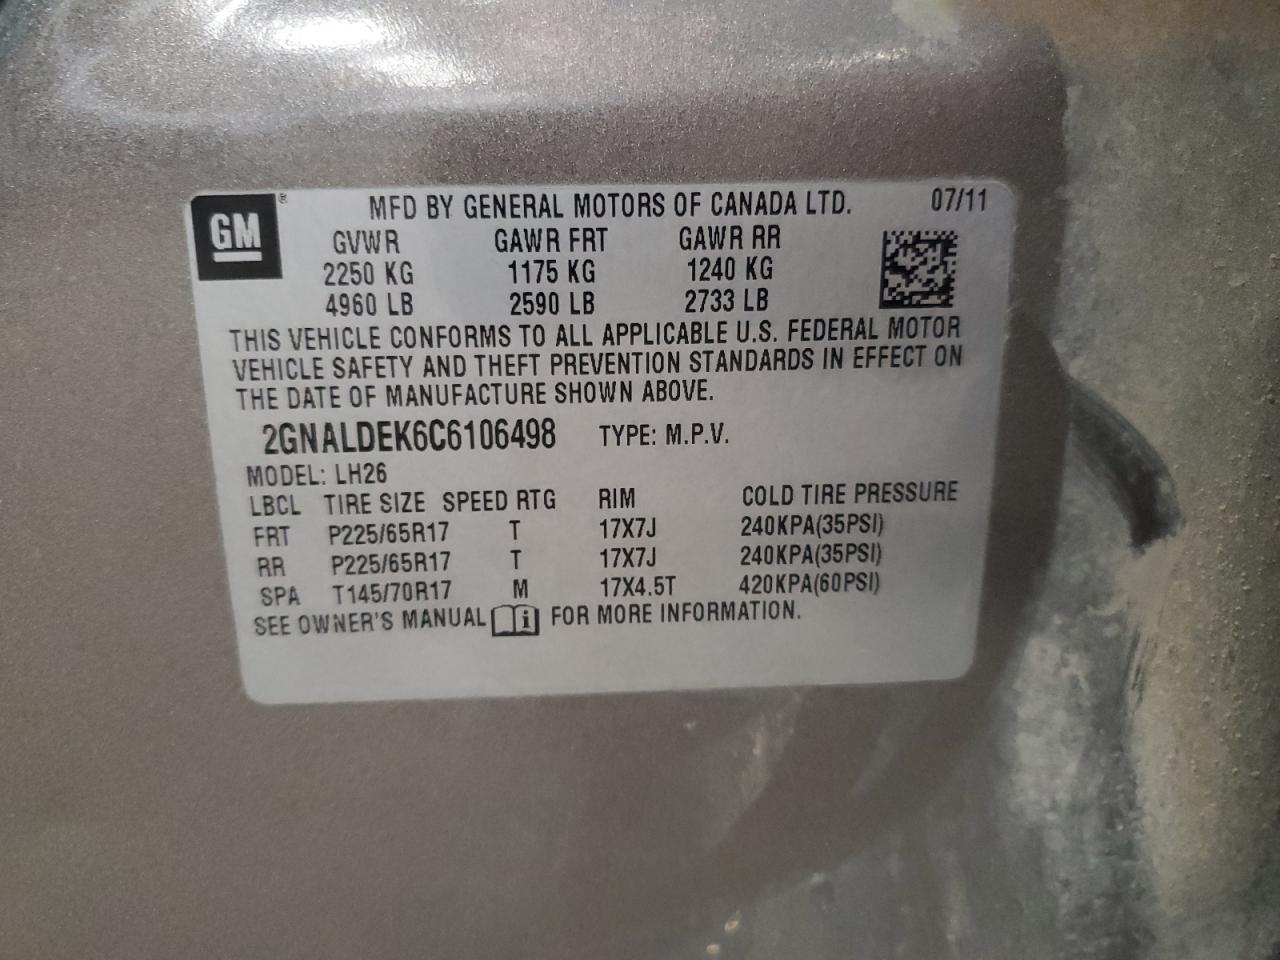 GM ® MFD BY GENERAL MOTORS OF CANADA LTD. 07/11
GVWR GAWR FRT GAWR RR
2250 KG 1175 KG 1240 KG
4960 LB 2590 LB 2733 LB
THIS VEHICLE CONFORMS TO ALL APPLICABLE U.S. FEDERAL MOTOR
VEHICLE SAFETY AND THEFT PREVENTION STANDARDS IN EFFECT ON
THE DATE OF MANUFACTURE SHOWN ABOVE.
2GNALDEK6C6106498 TYPE: M.P.V.
MODEL: LH26
LBCL TIRE SIZE SPEED RTG RIM COLD TIRE PRESSURE
FRT P225/65R17 T 17X7J 240KPA(35PSI)
RR P225/65R17 T 17X7J 240KPA(35PSI)
SPA T145/70R17 M 17X4.5T 420KPA(60PSI)
SEE OWNER'S MANUAL i FOR MORE INFORMATION.